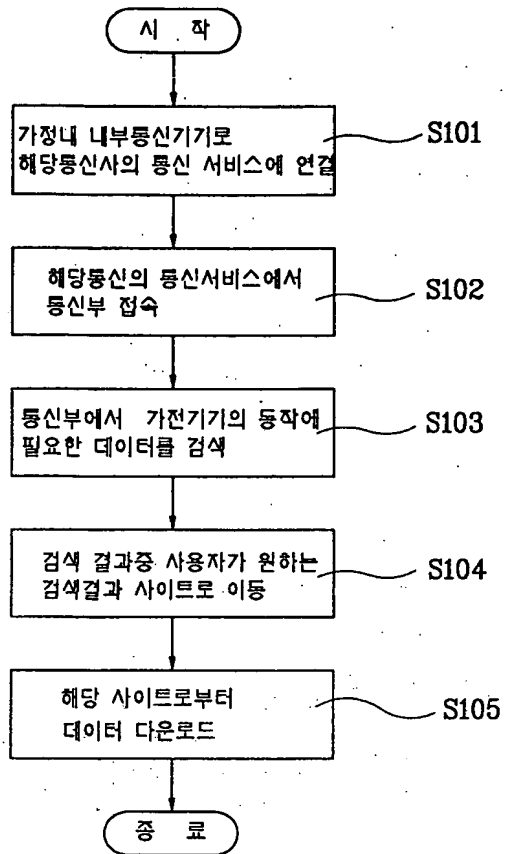 시 작
가정내 내부통신기기로
해당통신사의 통신 서비스에 연결
S101
해당통신의 통신서비스에서
통신부 접속
S102
통신부에서 가전기기의 동작에
필요한 데이터를 검색
S103
검색 결과중 사용자가 원하는
검색결과 사이트로 이동
S104
해당 사이트로부터
데이터 다운로드
S105
종 료